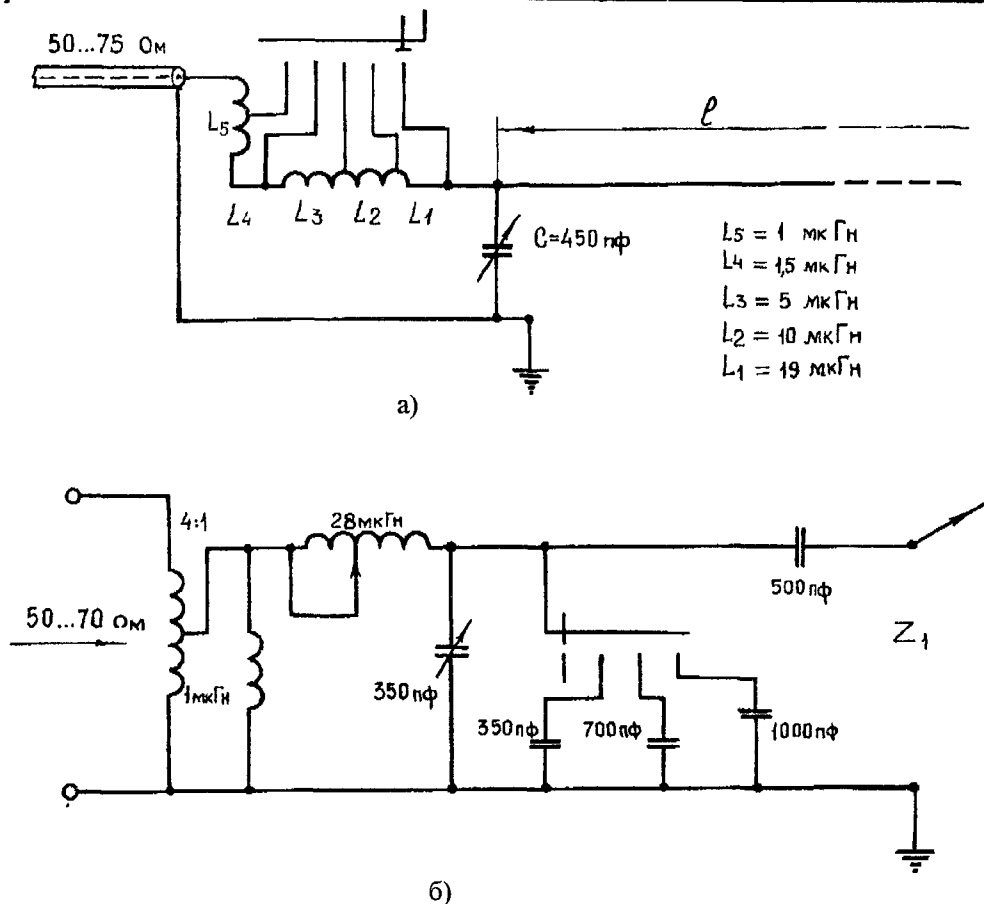 50...75 Ом
L5
L4
L3
L2
L1
ℓ
C=450 пф
L5 = 1 мкГн
L4 = 1,5 мкГн
L3 = 5 мкГн
L2 = 10 мкГн
L1 = 19 мкГн
а)
4:1
28мкГн
500пф
50...70 Ом
Z1
1мкГн
350пф
350пф
700пф
1000пф
б)